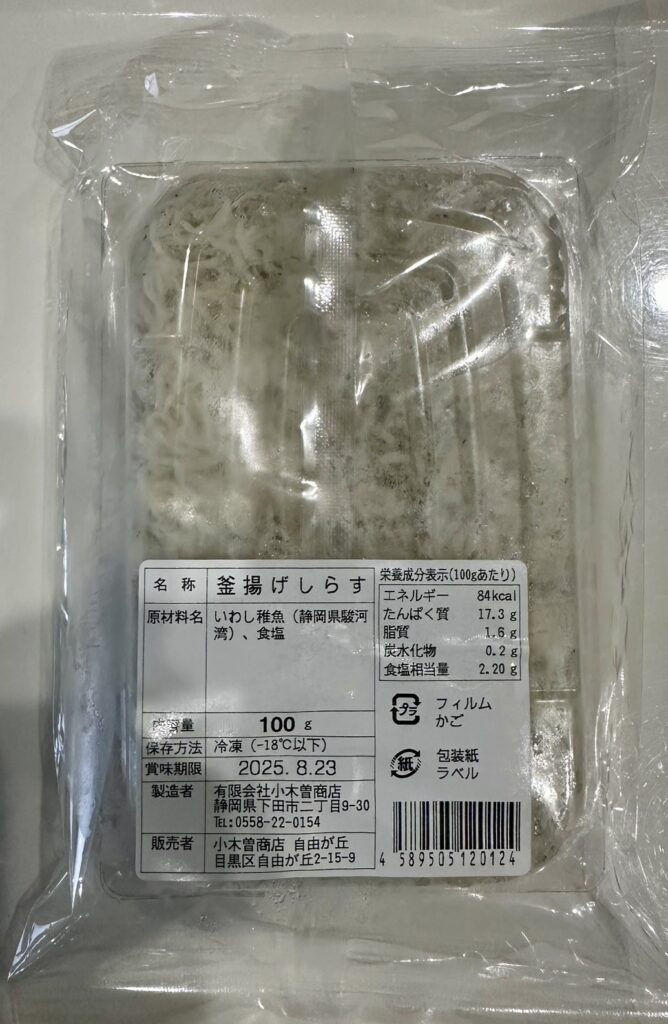 名称 釜揚げしらす
原材料名 いわし稚魚（静岡県駿河
湾）、食塩
内容量 100 g
保存方法 冷凍（-18℃以下）
賞味期限 2025. 8.23
製造者 有限会社小木曽商店
静岡県下田市二丁目9-30
TEL:0558-22-0154
販売者 小木曽商店 自由が丘
目黒区自由が丘2-15-9
栄養成分表示(100gあたり)
エネルギー 84kcal
たんぱく質 17.3 g
脂質 1.6 g
炭水化物 0.2 g
食塩相当量 2.20 g
プラ フィルム
かご
紙 包装紙
ラベル
4 589505 120124